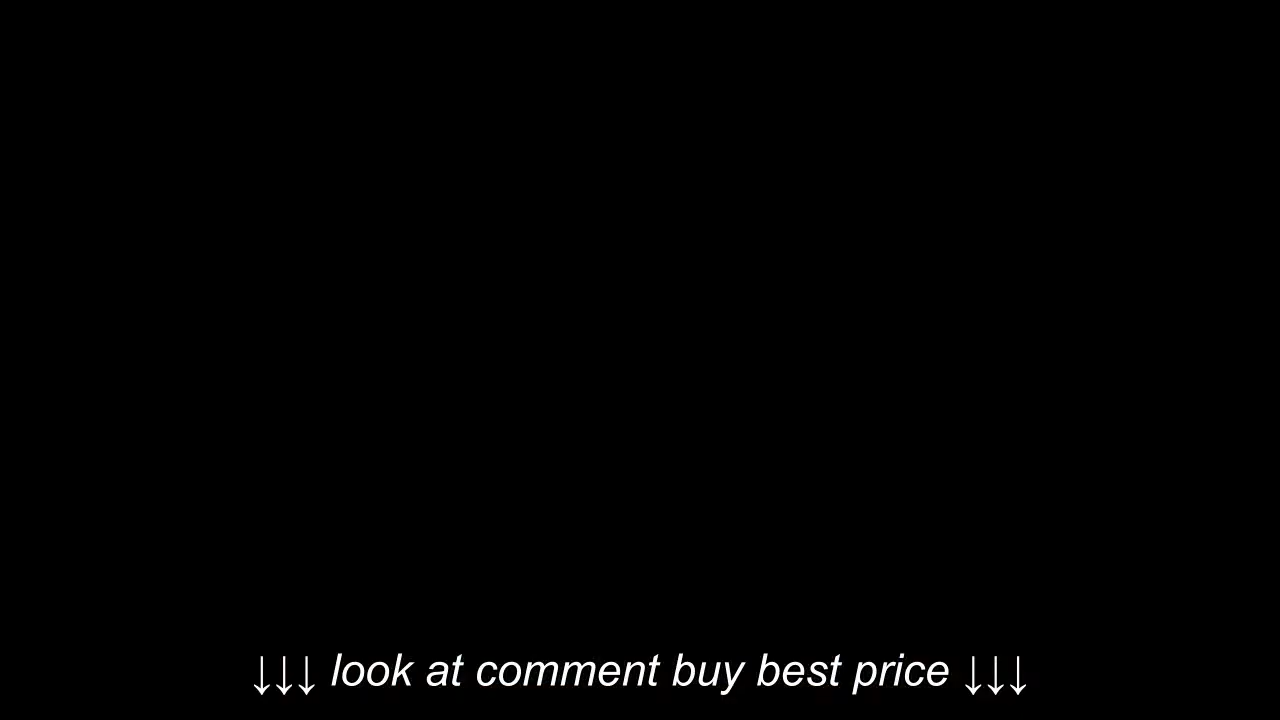 ↓↓↓ look at comment buy best price ↓↓↓